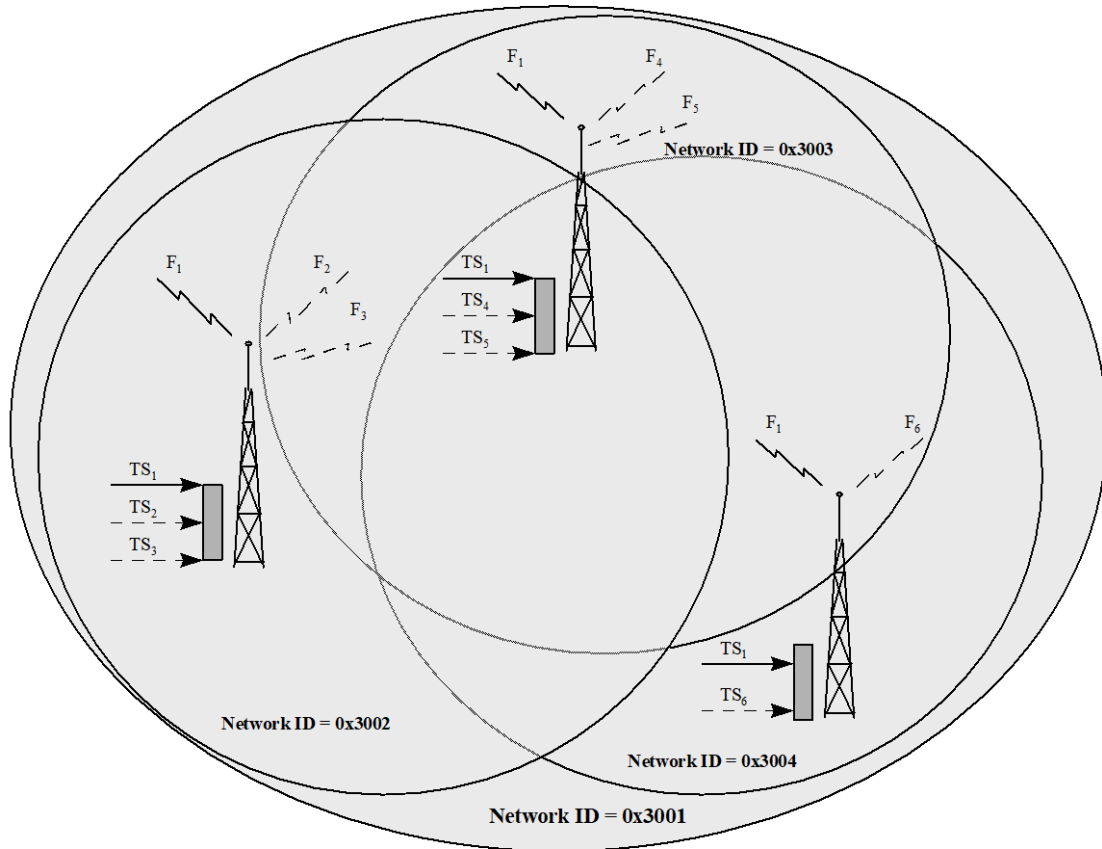 F1
F4
F5
Network ID = 0x3003
F1
F2
F3
TS1
TS4
TS5
F1
F6
TS1
TS2
TS3
TS1
TS6
Network ID = 0x3002
Network ID = 0x3004
Network ID = 0x3001